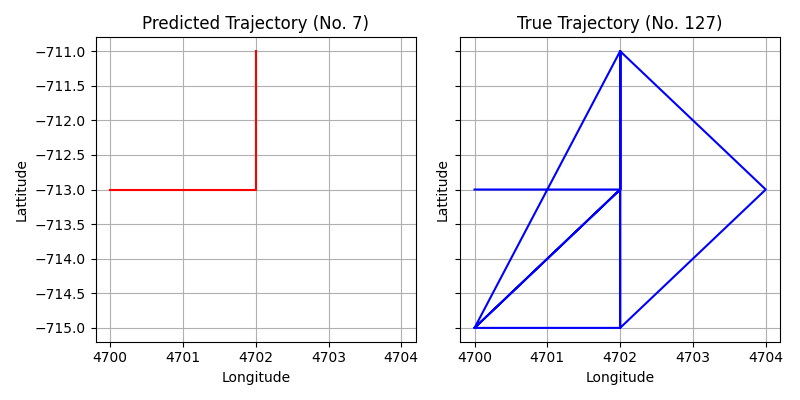 Predicted Trajectory (No. 7)
Lattitude
−711.0
−711.5
−712.0
−712.5
−713.0
−713.5
−714.0
−714.5
−715.0
4700 4701 4702 4703 4704
Longitude
True Trajectory (No. 127)
Lattitude
4700 4701 4702 4703 4704
Longitude